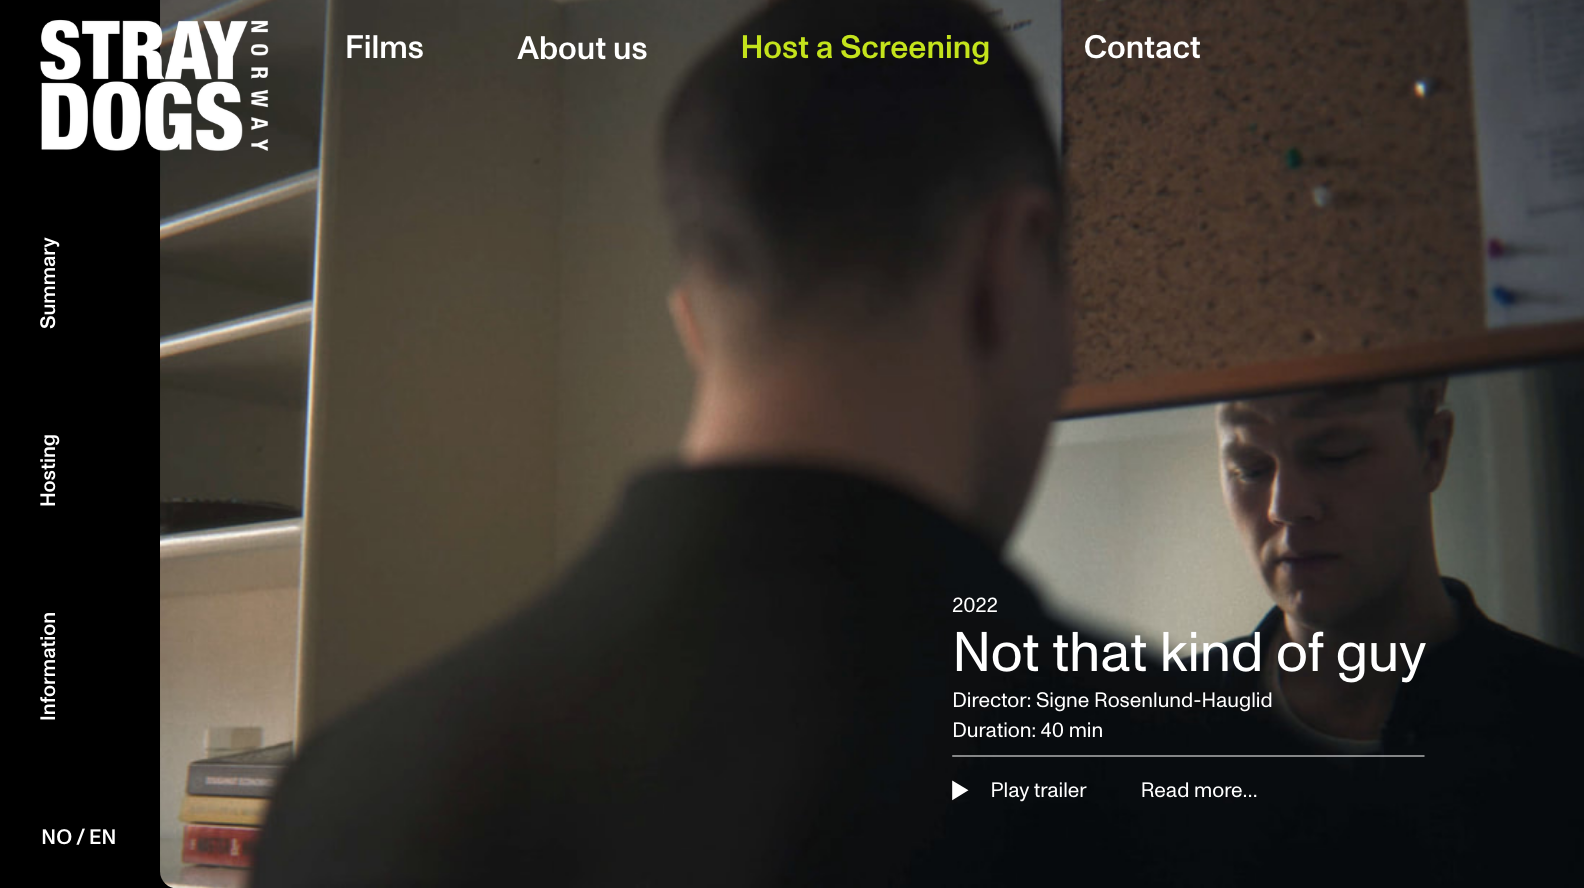 STRAY
DOGS
NORWAY
Films
About us
Host a Screening
Contact
Summary
Hosting
Information
NO / EN
2022
Not that kind of guy
Director: Signe Rosenlund-Hauglid
Duration: 40 min
Play trailer
Read more...